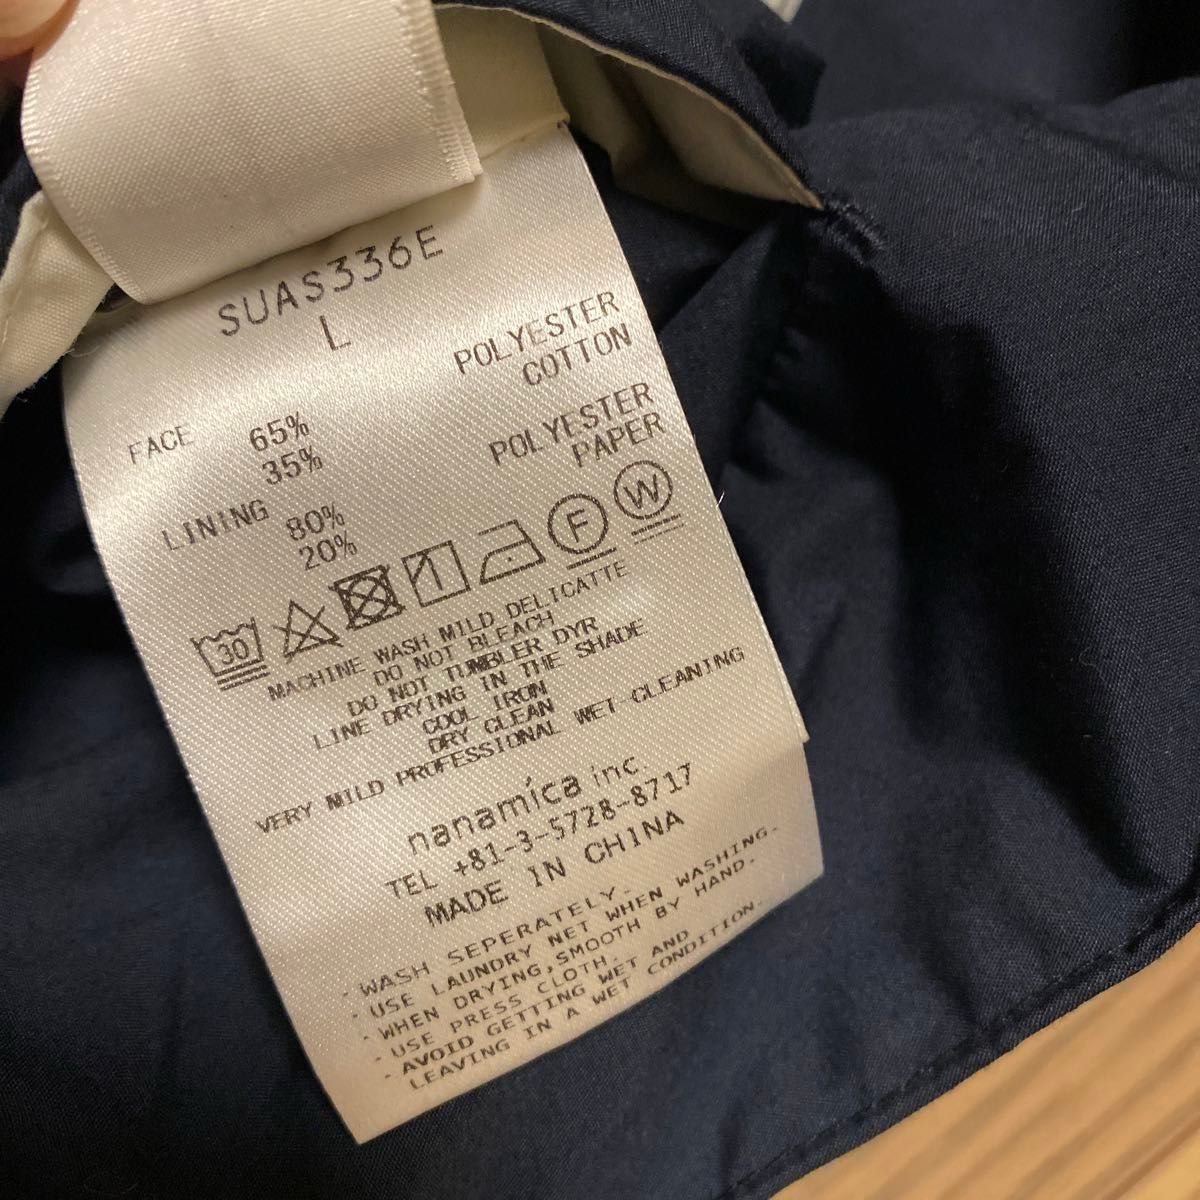 SUAS336E
L
FACE 65% POLYESTER
35% COTTON
LINING 80% POLYESTER
20% PAPER
30 F W
MACHINE WASH MILD DELICATTE
DO NOT BLEACH
DO NOT TUMBLER DYR
LINE DRYING IN THE SHADE
COOL IRON
DRY CLEAN
VERY MILD PROFESSIONAL WET CLEANING
nanamica inc.
TEL +81-3-5728-8717
MADE IN CHINA
・WASH SEPERATELY.
・USE LAUNDRY NET WHEN WASHING.
・WHEN DRYING,SMOOTH BY HAND.
・USE PRESS CLOTH.
・AVOID GETTING WET AND
LEAVING IN A WET CONDITION.